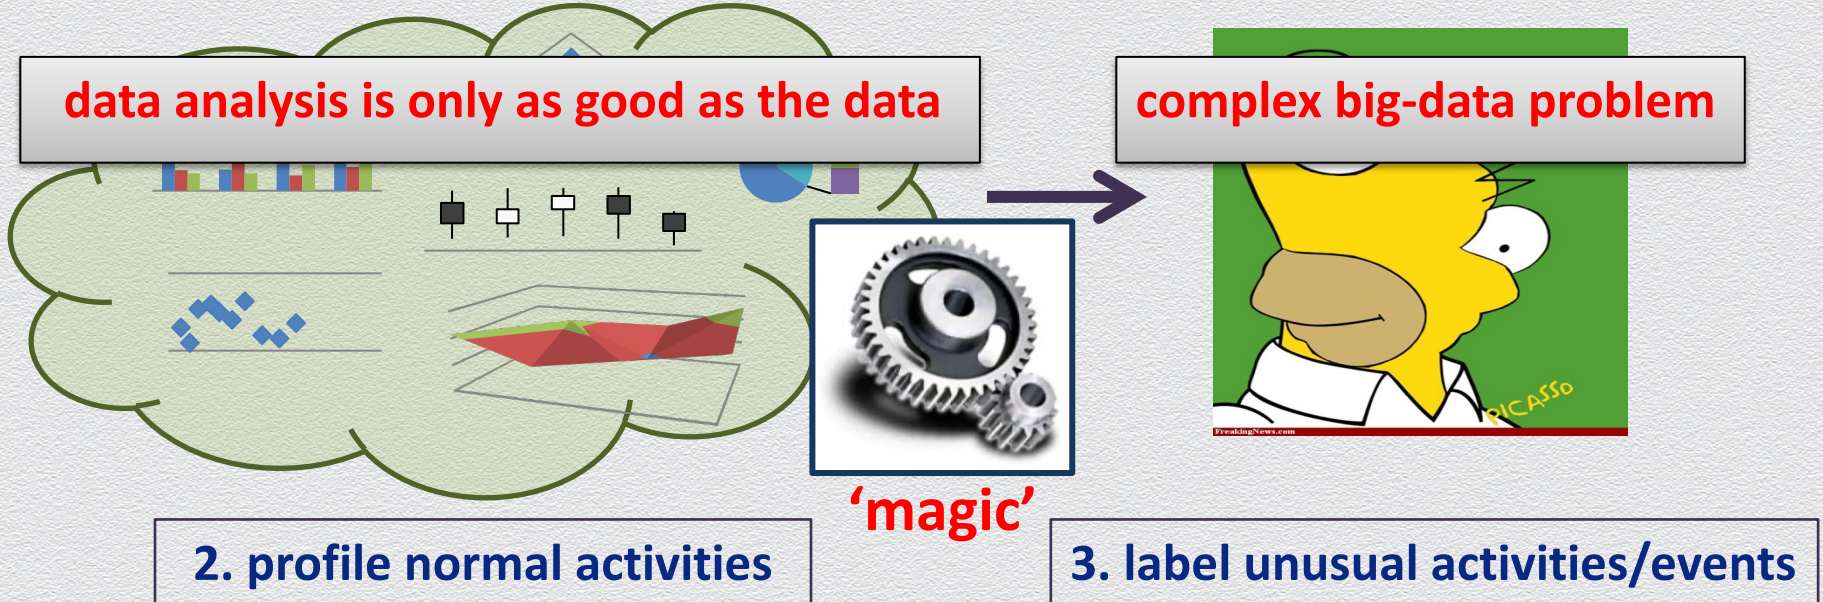 data analysis is only as good as the data
complex big-data problem
PICASSO
FreakingNews.com
‘magic’
2. profile normal activities
3. label unusual activities/events